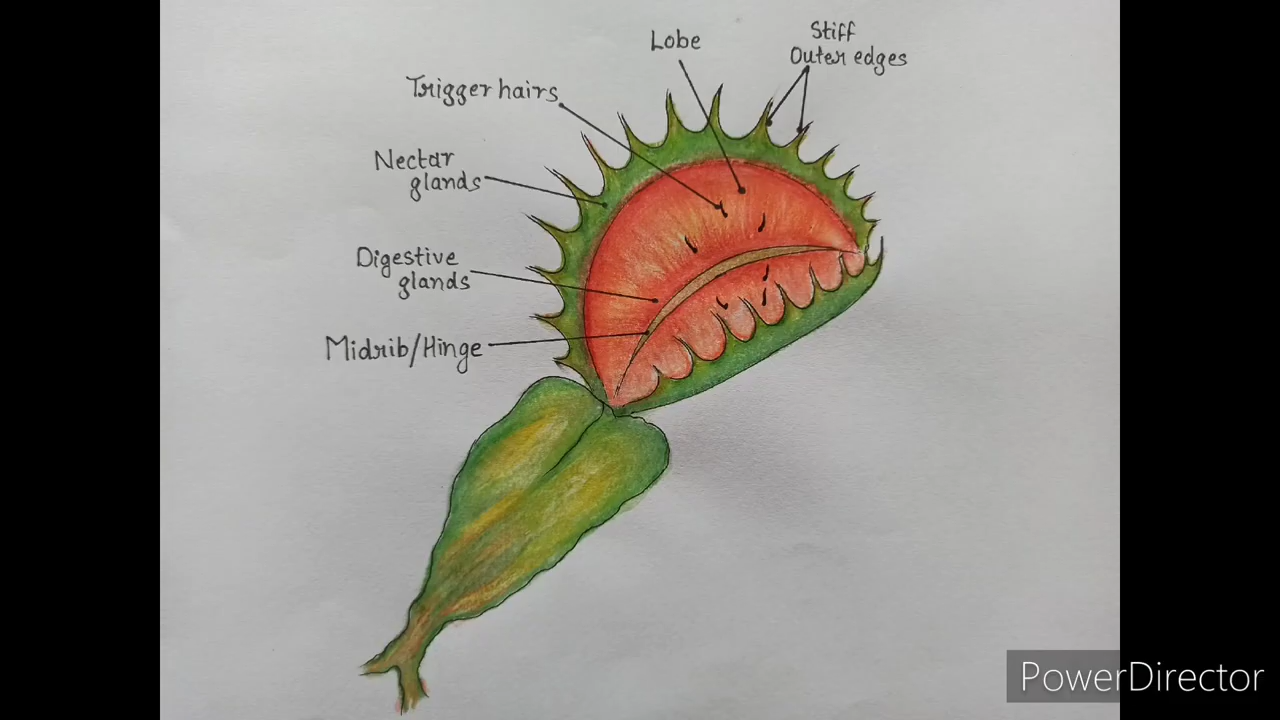 Lobe
Stiff
Outer edges
Trigger hairs
Nectar
glands
Digestive
glands
Midrib/Hinge
PowerDirector